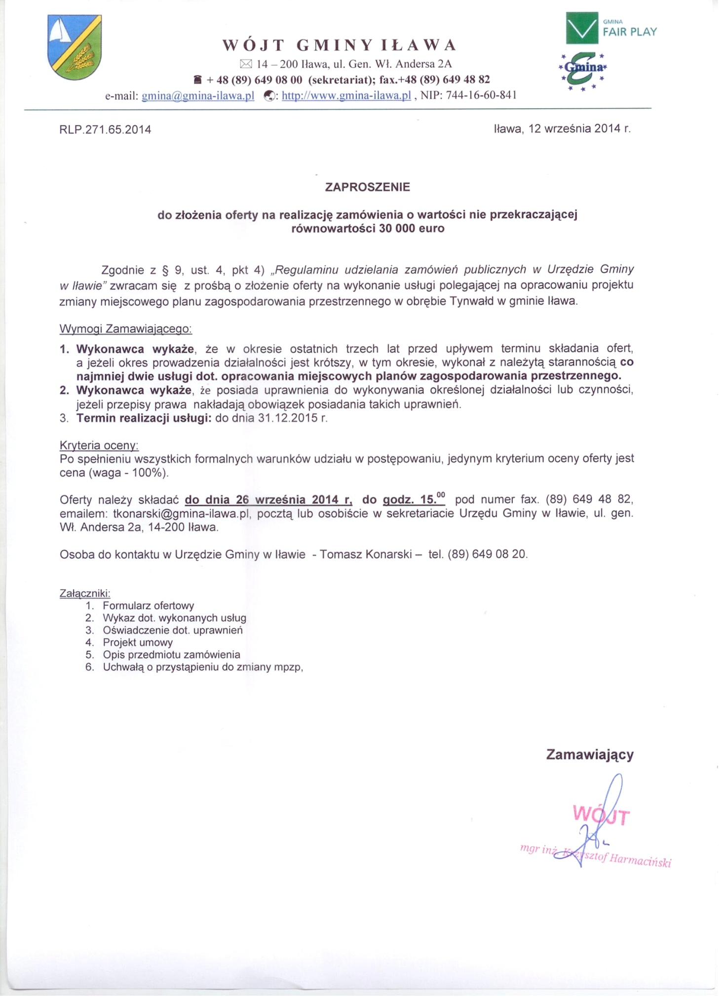 GMINA
FAIR PLAY
Gmina
WÓJT GMINY IŁAWA
14 – 200 Iława, ul. Gen. Wł. Andersa 2A
+ 48 (89) 649 08 00 (sekretariat); fax.+48 (89) 649 48 82
e-mail: gmina@gmina-ilawa.pl : http://www.gmina-ilawa.pl , NIP: 744-16-60-841
RLP.271.65.2014 Iława, 12 września 2014 r.
ZAPROSZENIE
do złożenia oferty na realizację zamówienia o wartości nie przekraczającej
równowartości 30 000 euro
Zgodnie z § 9, ust. 4, pkt 4) „Regulaminu udzielania zamówień publicznych w Urzędzie Gminy
w Iławie” zwracam się z prośbą o złożenie oferty na wykonanie usługi polegającej na opracowaniu projektu
zmiany miejscowego planu zagospodarowania przestrzennego w obrębie Tynwałd w gminie Iława.
Wymogi Zamawiającego:
1. Wykonawca wykaże, że w okresie ostatnich trzech lat przed upływem terminu składania ofert,
a jeżeli okres prowadzenia działalności jest krótszy, w tym okresie, wykonał z należytą starannością co
najmniej dwie usługi dot. opracowania miejscowych planów zagospodarowania przestrzennego.
2. Wykonawca wykaże, że posiada uprawnienia do wykonywania określonej działalności lub czynności,
jeżeli przepisy prawa nakładają obowiązek posiadania takich uprawnień.
3. Termin realizacji usługi: do dnia 31.12.2015 r.
Kryteria oceny:
Po spełnieniu wszystkich formalnych warunków udziału w postępowaniu, jedynym kryterium oceny oferty jest
cena (waga - 100%).
Oferty należy składać do dnia 26 września 2014 r, do godz. 15.00 pod numer fax. (89) 649 48 82,
emailem: tkonarski@gmina-ilawa.pl, pocztą lub osobiście w sekretariacie Urzędu Gminy w Iławie, ul. gen.
Wł. Andersa 2a, 14-200 Iława.
Osoba do kontaktu w Urzędzie Gminy w Iławie - Tomasz Konarski – tel. (89) 649 08 20.
Załączniki:
1. Formularz ofertowy
2. Wykaz dot. wykonanych usług
3. Oświadczenie dot. uprawnień
4. Projekt umowy
5. Opis przedmiotu zamówienia
6. Uchwałą o przystąpieniu do zmiany mpzp,
Zamawiający
WÓJT
mgr inż. Krzysztof Harmaciński